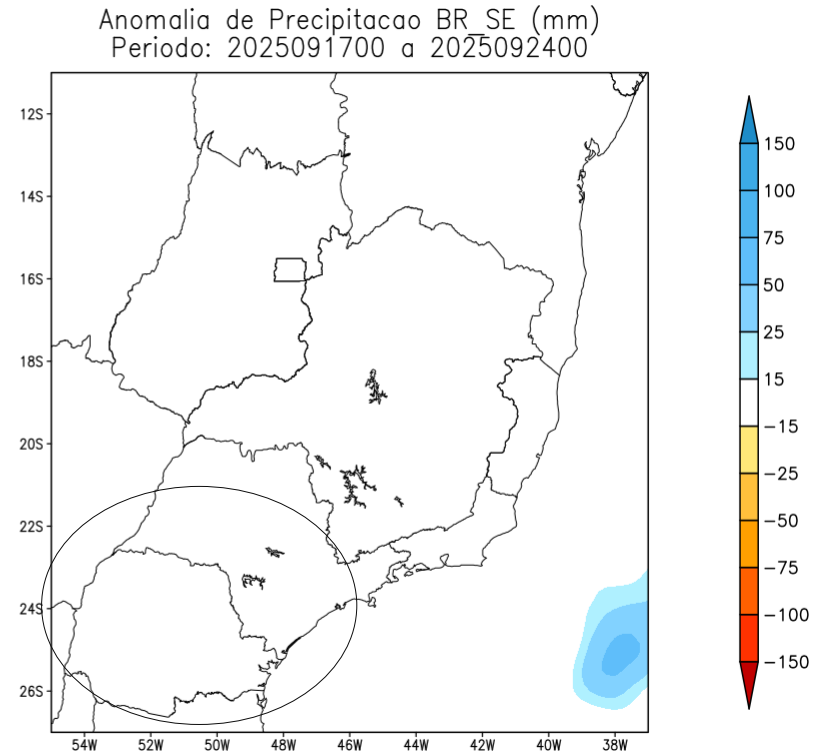 Anomalia de Precipitacao BR_SE (mm)
Periodo: 2025091700 a 2025092400
12S
14S
16S
18S
20S
22S
24S
26S
54W 52W 50W 48W 46W 44W 42W 40W 38W
150
100
75
50
25
15
-15
-25
-50
-75
-100
-150